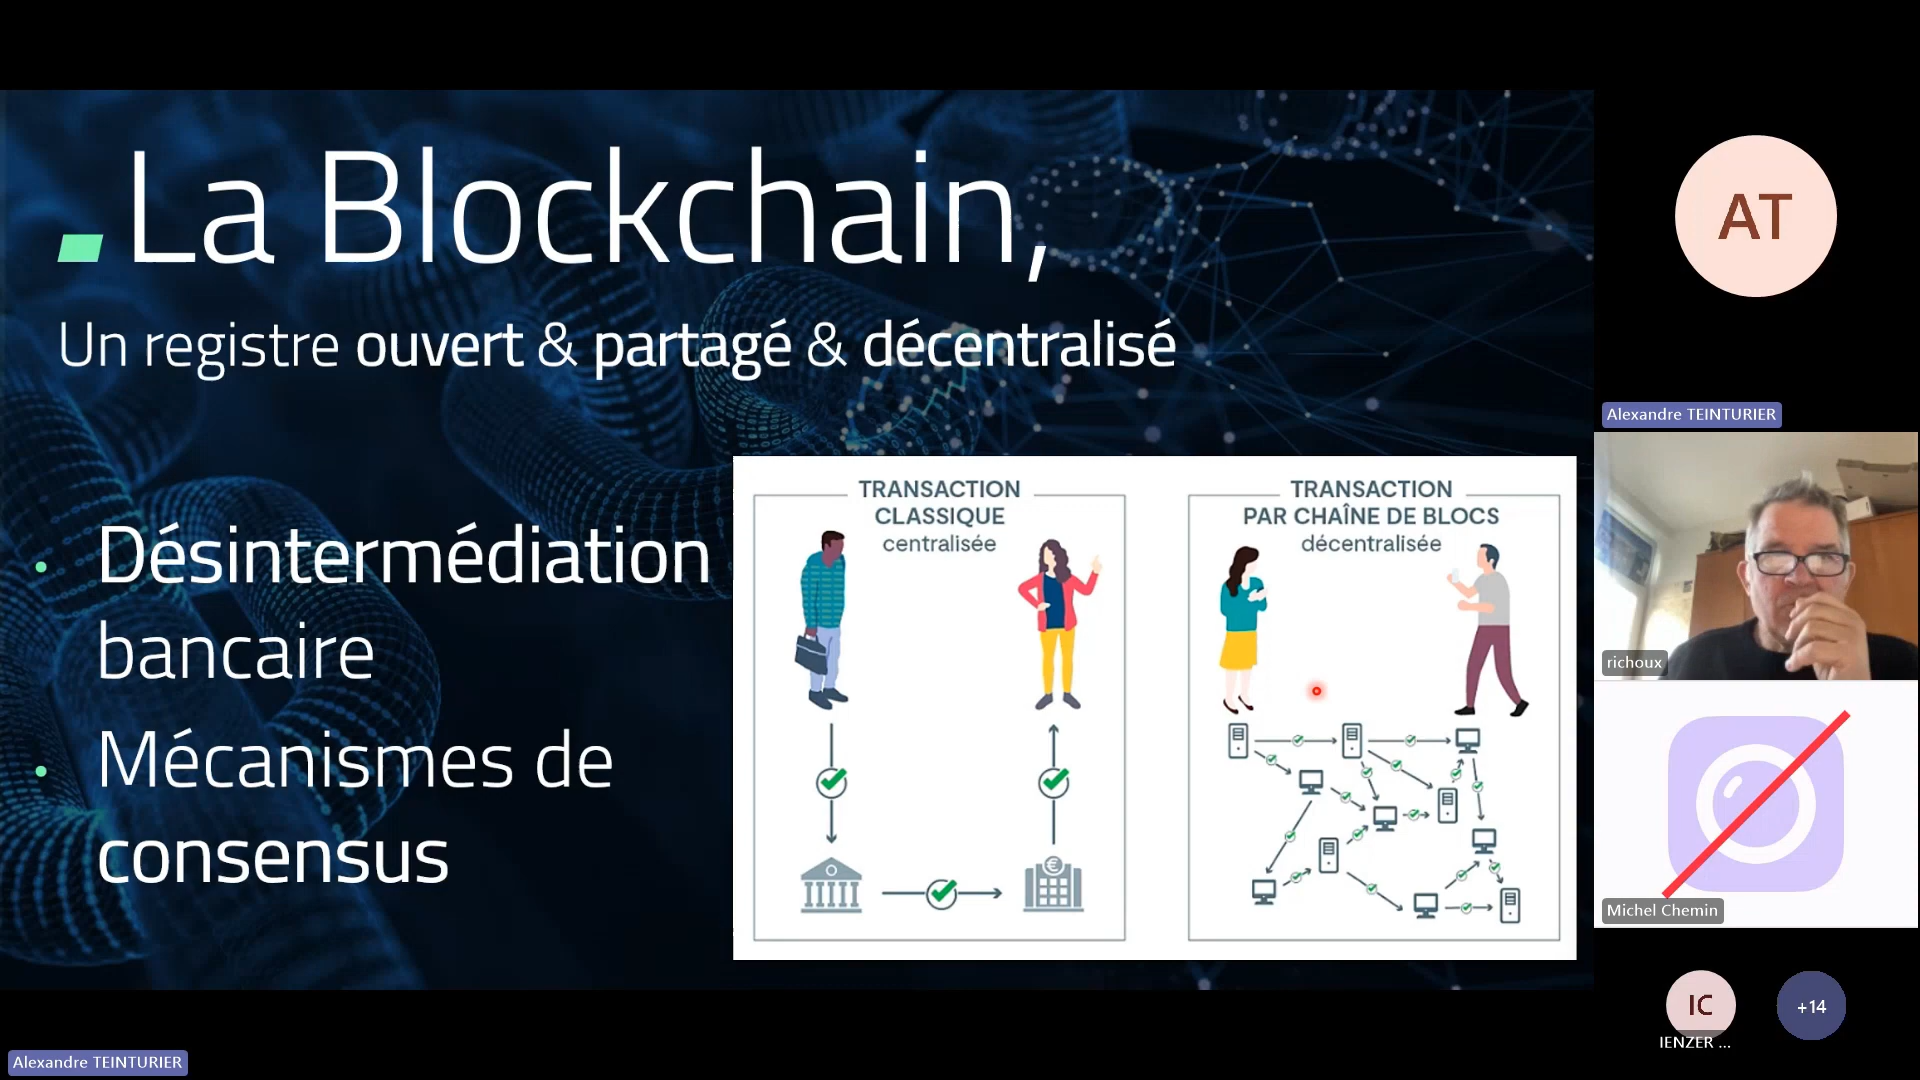 La Blockchain,
Un registre ouvert & partagé & décentralisé
• Désintermédiation
bancaire
• Mécanismes de
consensus
TRANSACTION
CLASSIQUE
centralisée
€
TRANSACTION
PAR CHAÎNE DE BLOCS
décentralisée
AT
Alexandre TEINTURIER
richoux
Michel Chemin
IC
IENZER ...
+14
Alexandre TEINTURIER